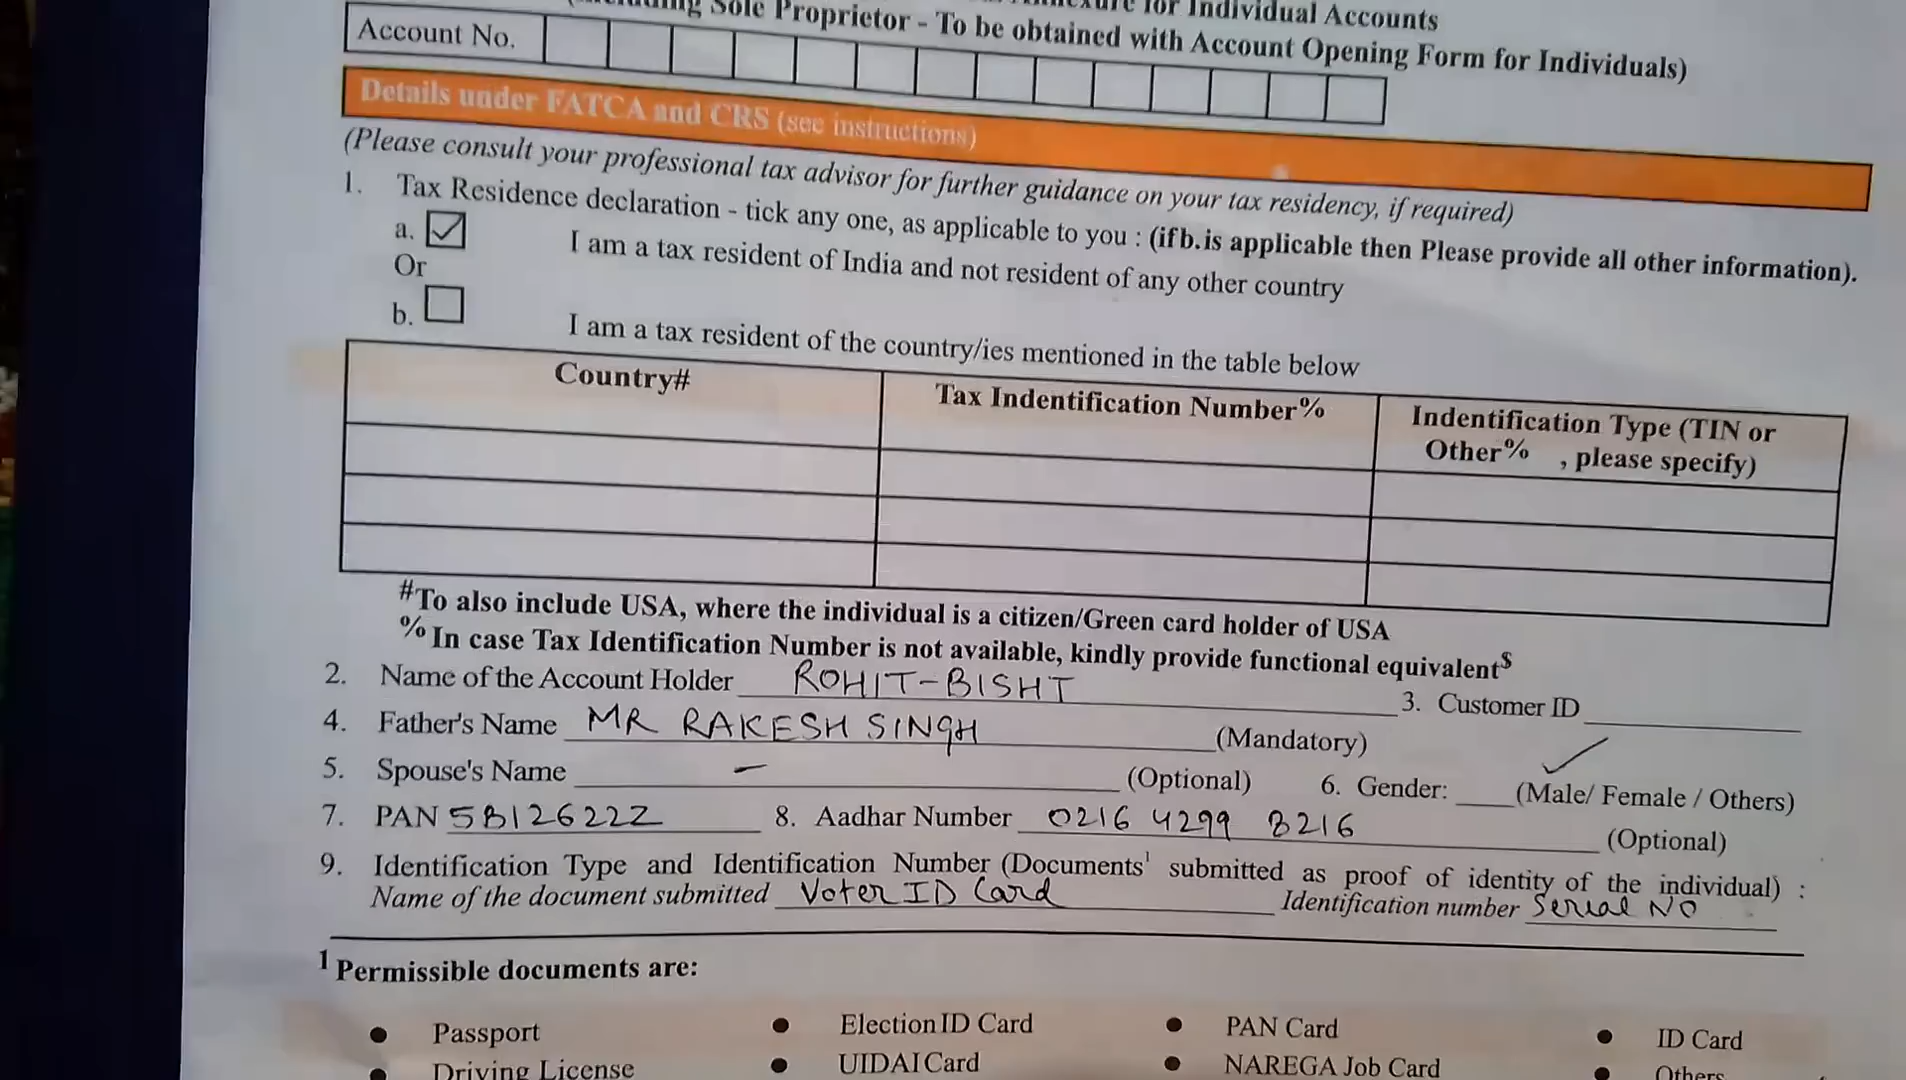 for Individual Accounts
Sole Proprietor - To be obtained with Account Opening Form for Individuals)
Account No.
Details under FATCA and CRS (see instructions)
(Please consult your professional tax advisor for further guidance on your tax residency, if required)
1. Tax Residence declaration - tick any one, as applicable to you : (if b. is applicable then Please provide all other information).
a. I am a tax resident of India and not resident of any other country
Or
b. I am a tax resident of the country/ies mentioned in the table below
Country# Tax Indentification Number% Indentification Type (TIN or
Other% , please specify)
#To also include USA, where the individual is a citizen/Green card holder of USA
% In case Tax Identification Number is not available, kindly provide functional equivalent$
2. Name of the Account Holder ROHIT-BISHT 3. Customer ID
4. Father's Name MR RAKESH SINGH (Mandatory)
5. Spouse's Name - (Optional) 6. Gender: (Male/ Female / Others)
7. PAN 5B12622Z 8. Aadhar Number 0216 4299 8216 (Optional)
9. Identification Type and Identification Number (Documents¹ submitted as proof of identity of the individual) :
Name of the document submitted Voter ID Card Identification number Serial No
1 Permissible documents are:
● Passport ● Election ID Card ● PAN Card ● ID Card
● Driving License ● UIDAI Card ● NAREGA Job Card ● Others